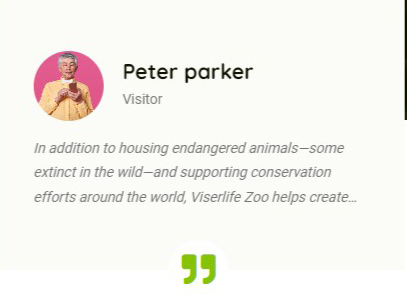 Peter parker
Visitor
In addition to housing endangered animals—some
extinct in the wild—and supporting conservation
efforts around the world, Viserlife Zoo helps create...